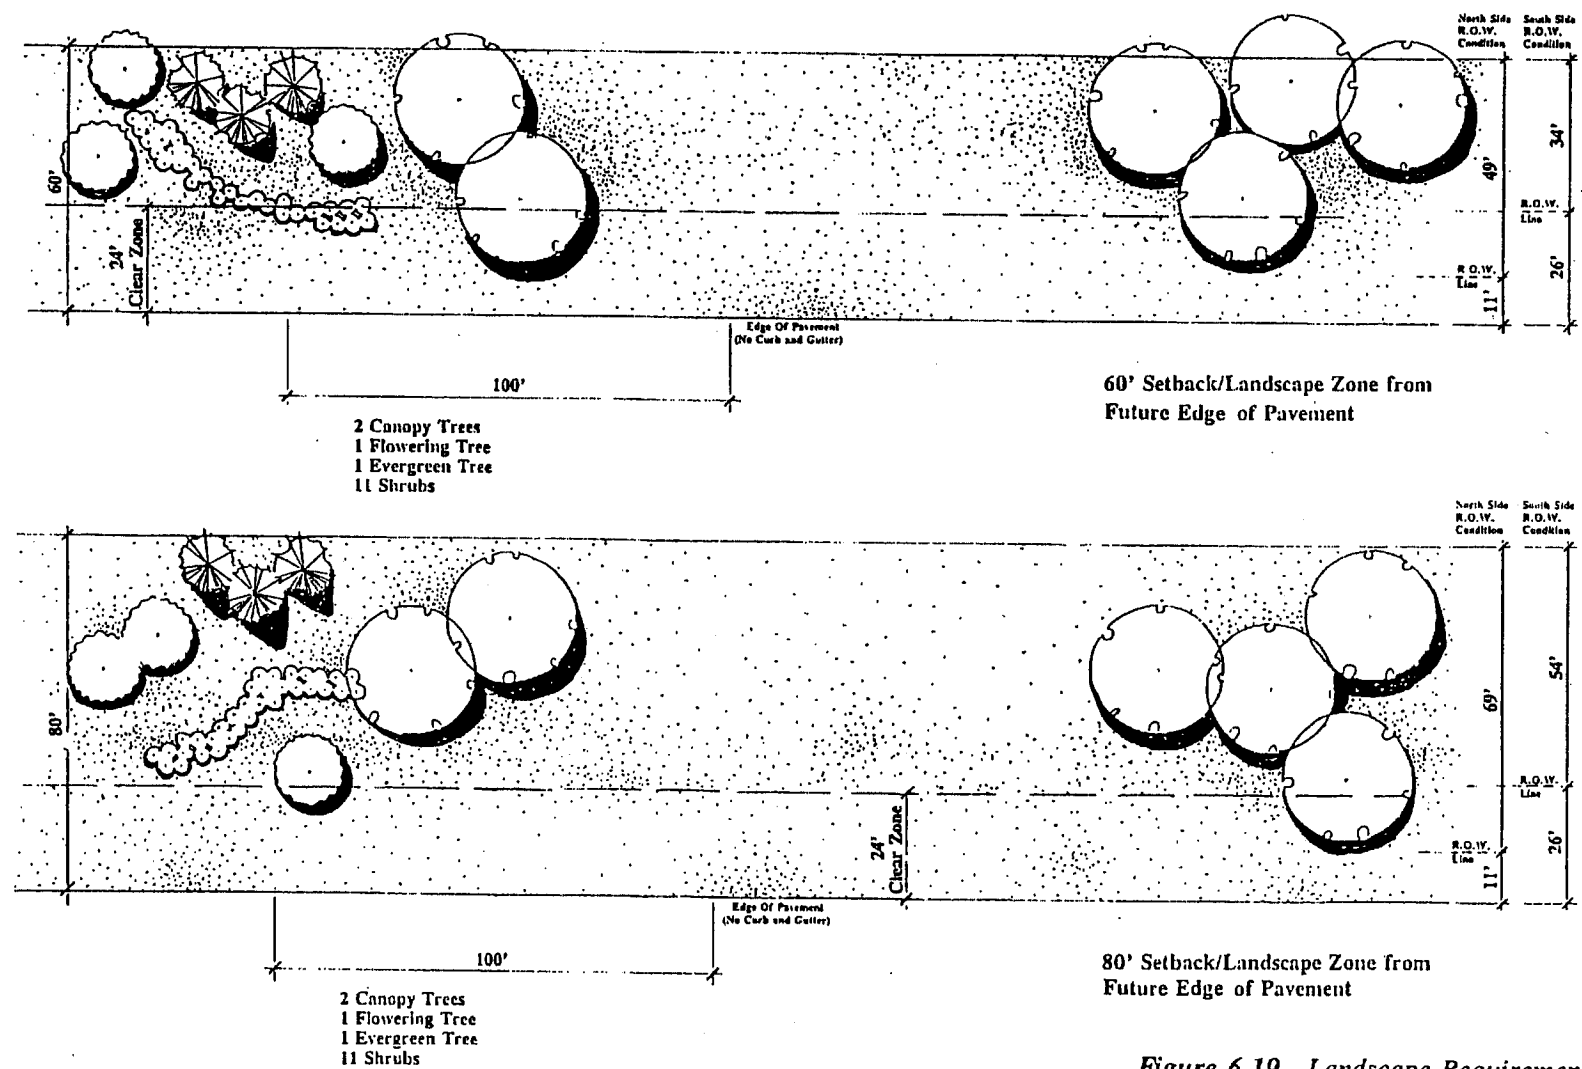 North Side South Side
R.O.W. R.O.W.
Condition Condition
60'
24'
Clear Zone
49'
34'
R.O.W.
Line
R.O.W.
Line
26'
11'
Edge Of Pavement
(No Curb and Gutter)
100'
2 Canopy Trees
1 Flowering Tree
1 Evergreen Tree
11 Shrubs
60' Setback/Landscape Zone from
Future Edge of Pavement
North Side South Side
R.O.W. R.O.W.
Condition Condition
80'
69'
54'
R.O.W.
Line
24'
Clear Zone
R.O.W.
Line
26'
11'
Edge Of Pavement
(No Curb and Gutter)
100'
2 Canopy Trees
1 Flowering Tree
1 Evergreen Tree
11 Shrubs
80' Setback/Landscape Zone from
Future Edge of Pavement
Landscape